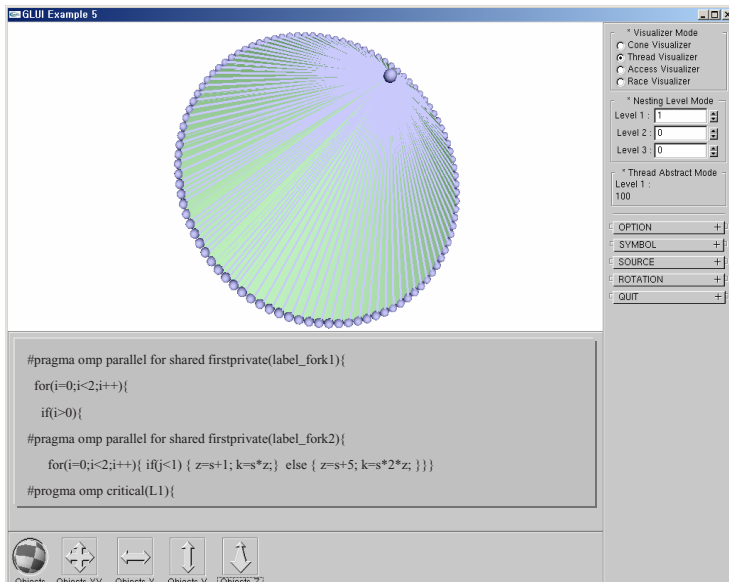 GLUI Example 5
* Visualizer Mode
Cone Visualizer
Thread Visualizer
Access Visualizer
Race Visualizer
* Nesting Level Mode
Level 1 : 1
Level 2 : 0
Level 3 : 0
* Thread Abstract Mode
Level 1 :
100
OPTION +
SYMBOL +
SOURCE +
ROTATION +
QUIT +
#pragma omp parallel for shared firstprivate(label_fork1){
for(i=0;i<2;i++){
if(i>0){
#pragma omp parallel for shared firstprivate(label_fork2){
for(i=0;i<2;i++){ if(j<1) { z=s+1; k=s*z;} else { z=s+5; k=s*2*z; }}}
#progma omp critical(L1){
Objects Objects XY Objects X Objects Y Objects Z